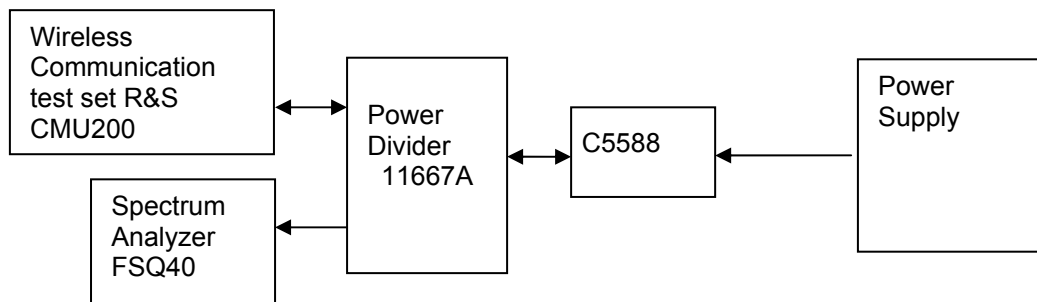 Wireless
Communication
test set R&S
CMU200
Spectrum
Analyzer
FSQ40
Power
Divider
11667A
C5588
Power
Supply